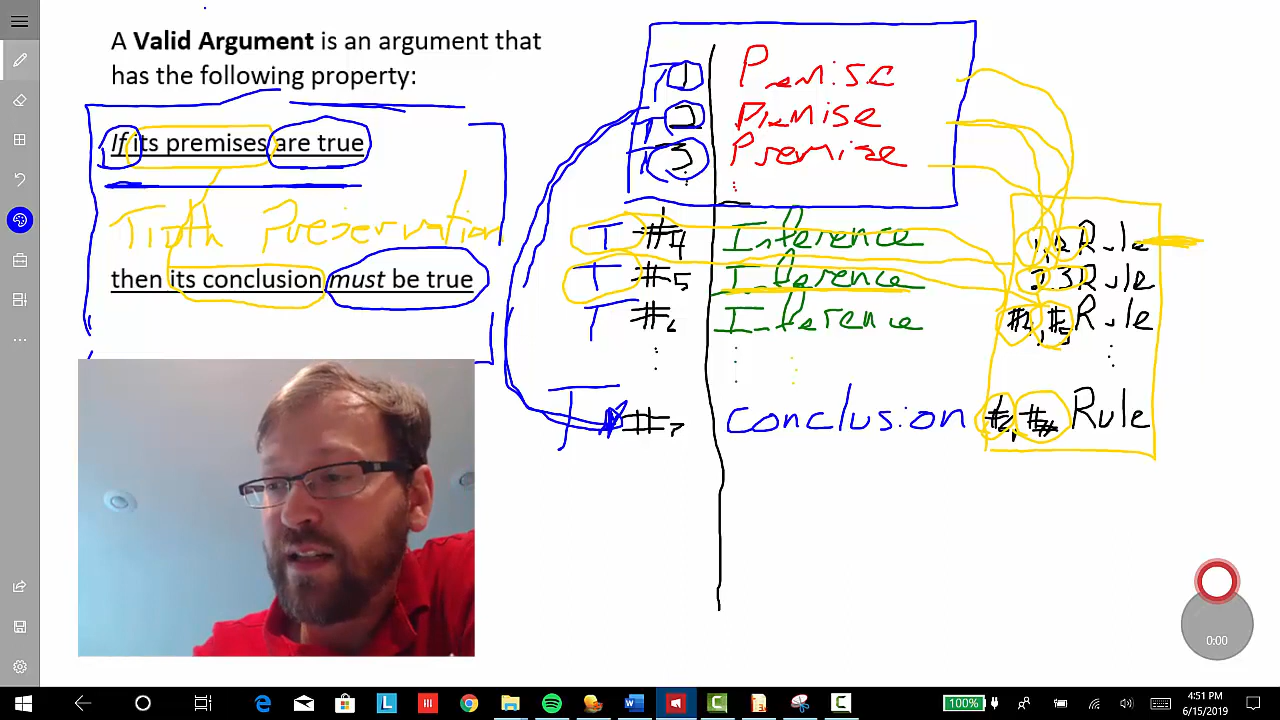 A Valid Argument is an argument that
has the following property:
If its premises are true
Truth Preservation
then its conclusion must be true
T 1 Premise
T 2 Premise
T 3 Premise
T #4 Inference 1,2 Rule
T #5 Inference 2,3 Rule
T #6 Inference #4, #5 Rule
T #7 conclusion Rule
0:00
100%
4:51 PM
6/15/2019